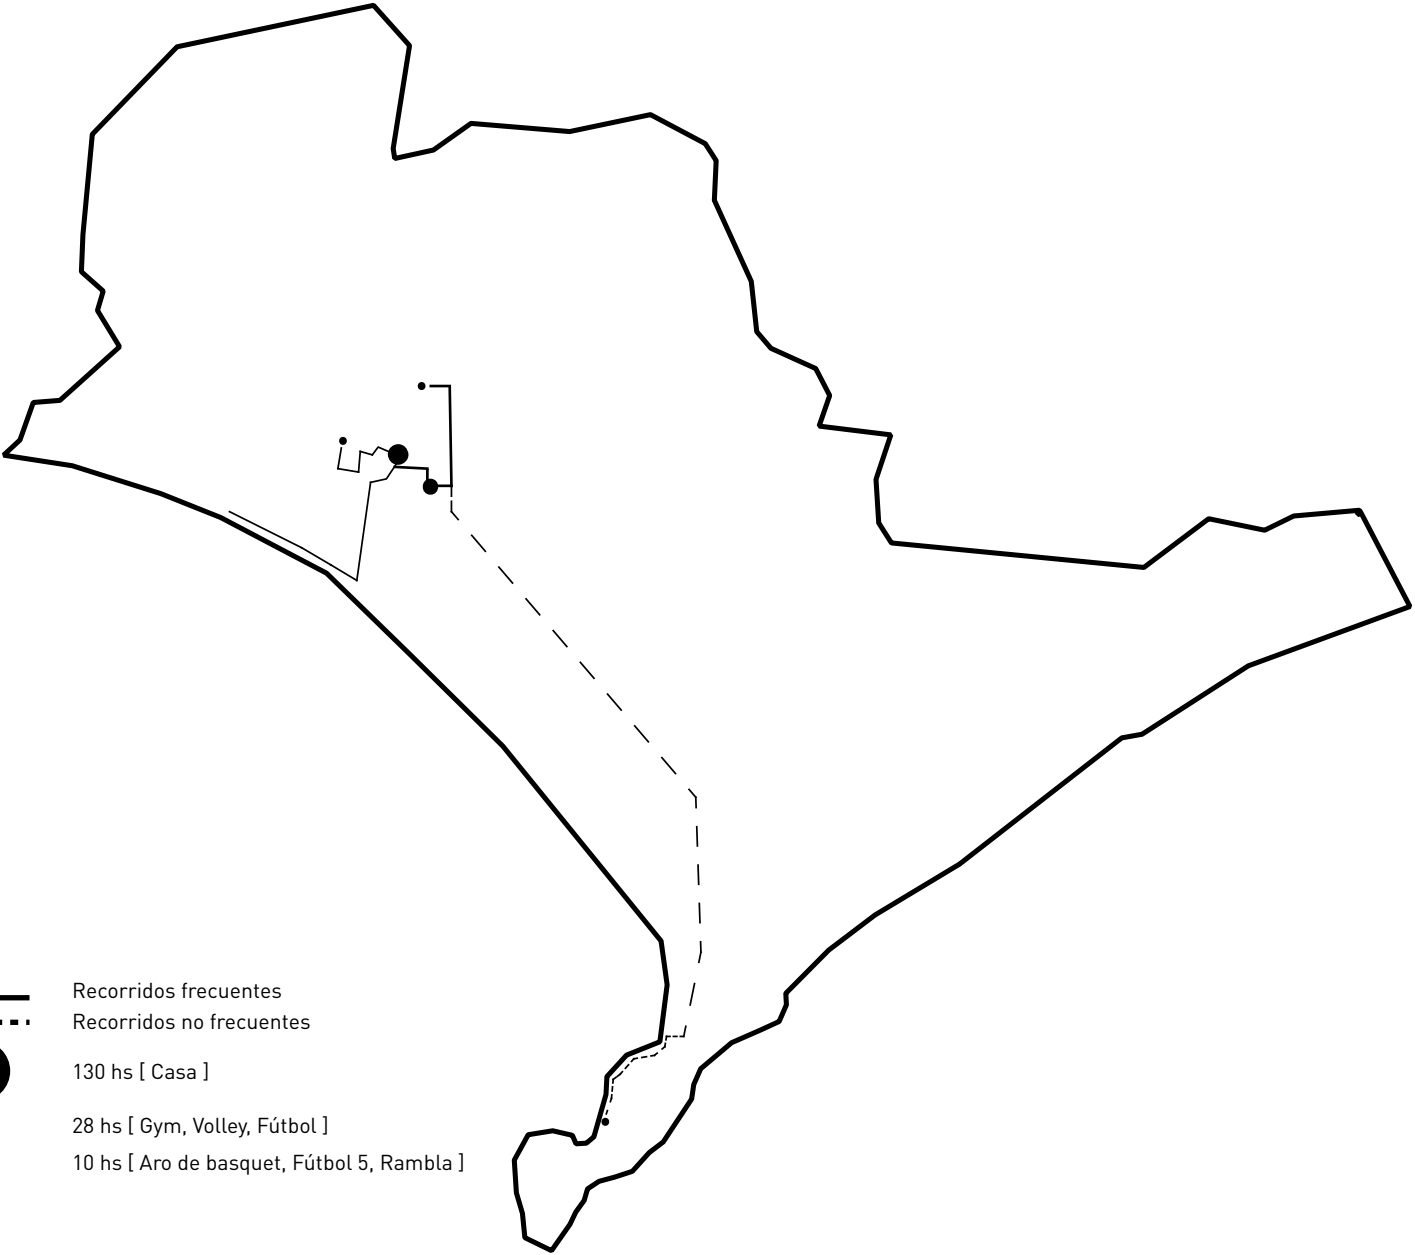 Recorridos frecuentes
Recorridos no frecuentes
130 hs [ Casa ]
28 hs [ Gym, Volley, Fútbol ]
10 hs [ Aro de basquet, Fútbol 5, Rambla ]